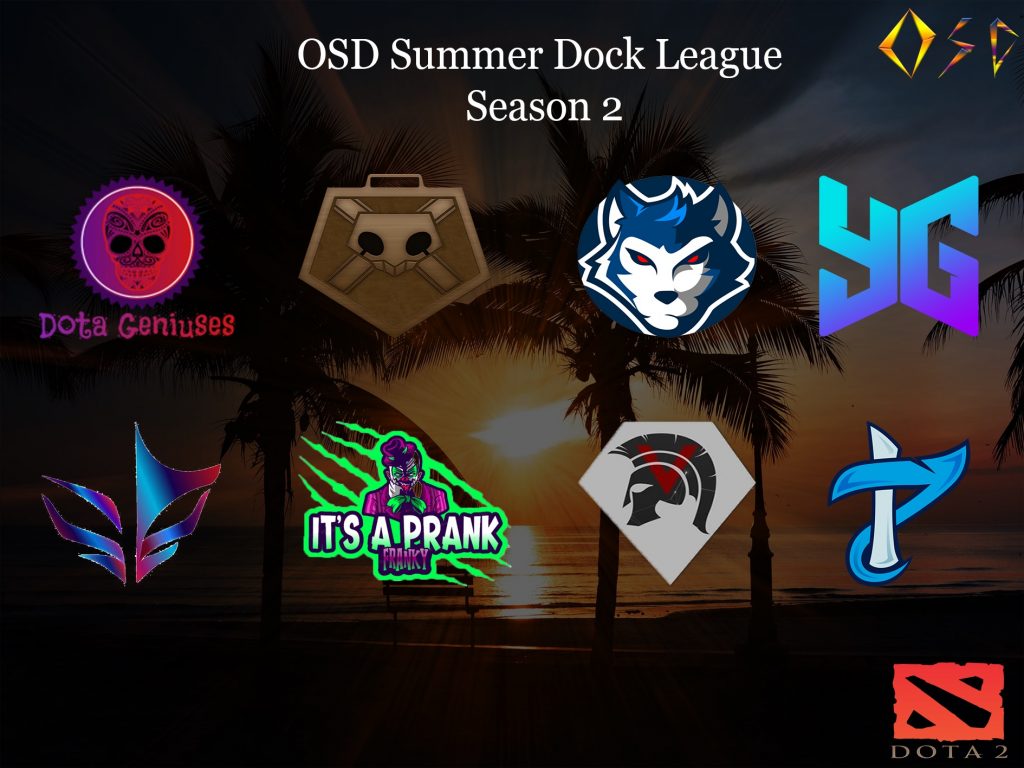 OSD Summer Dock League
Season 2
OSD
Dota Geniuses
YG
IT'S A PRANK
FRANKY
DOTA 2